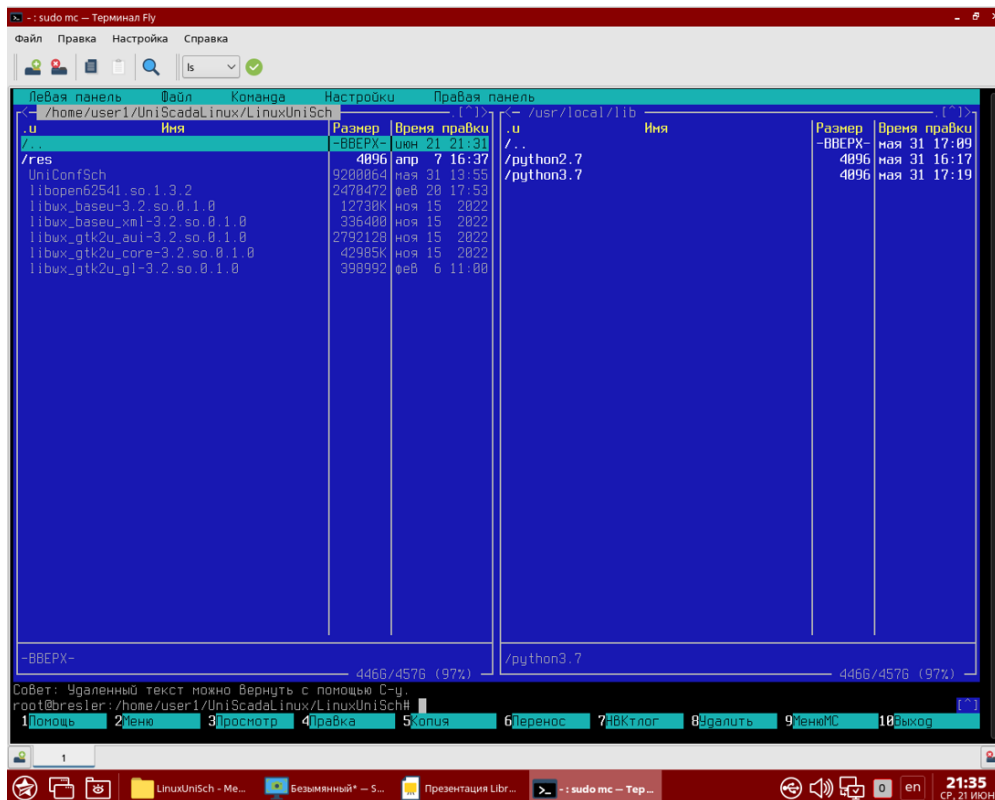 - : sudo mc — Терминал Fly
Файл Правка Настройка Справка
ls
Левая панель Файл Команда Настройки Правая панель
<— /home/user1/UniScadaLinux/LinuxUniSch .[^]> <— /usr/local/lib .[^]>
.и Имя Размер Время правки .и Имя Размер Время правки
/.. -ВВЕРХ- июн 21 21:31 /.. -ВВЕРХ- мая 31 17:09
/res 4096 апр 7 16:37 /python2.7 4096 мая 31 16:17
UniConfSch 9200064 мая 31 13:55 /python3.7 4096 мая 31 17:19
libopen62541.so.1.3.2 2470472 фев 20 17:53
libwx_baseu-3.2.so.0.1.0 12730K ноя 15 2022
libwx_baseu_xml-3.2.so.0.1.0 336400 ноя 15 2022
libwx_gtk2u_aui-3.2.so.0.1.0 2792128 ноя 15 2022
libwx_gtk2u_core-3.2.so.0.1.0 42985K ноя 15 2022
libwx_gtk2u_gl-3.2.so.0.1.0 398992 фев 6 11:00
-ВВЕРХ- /python3.7
446G/457G (97%) 446G/457G (97%)
Совет: Удаленный текст можно вернуть с помощью C-y.
root@bresler:/home/user1/UniScadaLinux/LinuxUniSch# [^]
1Помощь 2Меню 3Просмотр 4Правка 5Копия 6Перенос 7НвКтлог 8Удалить 9МенюMC 10Выход
1
LinuxUniSch - Me... Безымянный* — S... Презентация Libr... - : sudo mc — Тер... 0 en 21:35
СР, 21 ИЮН